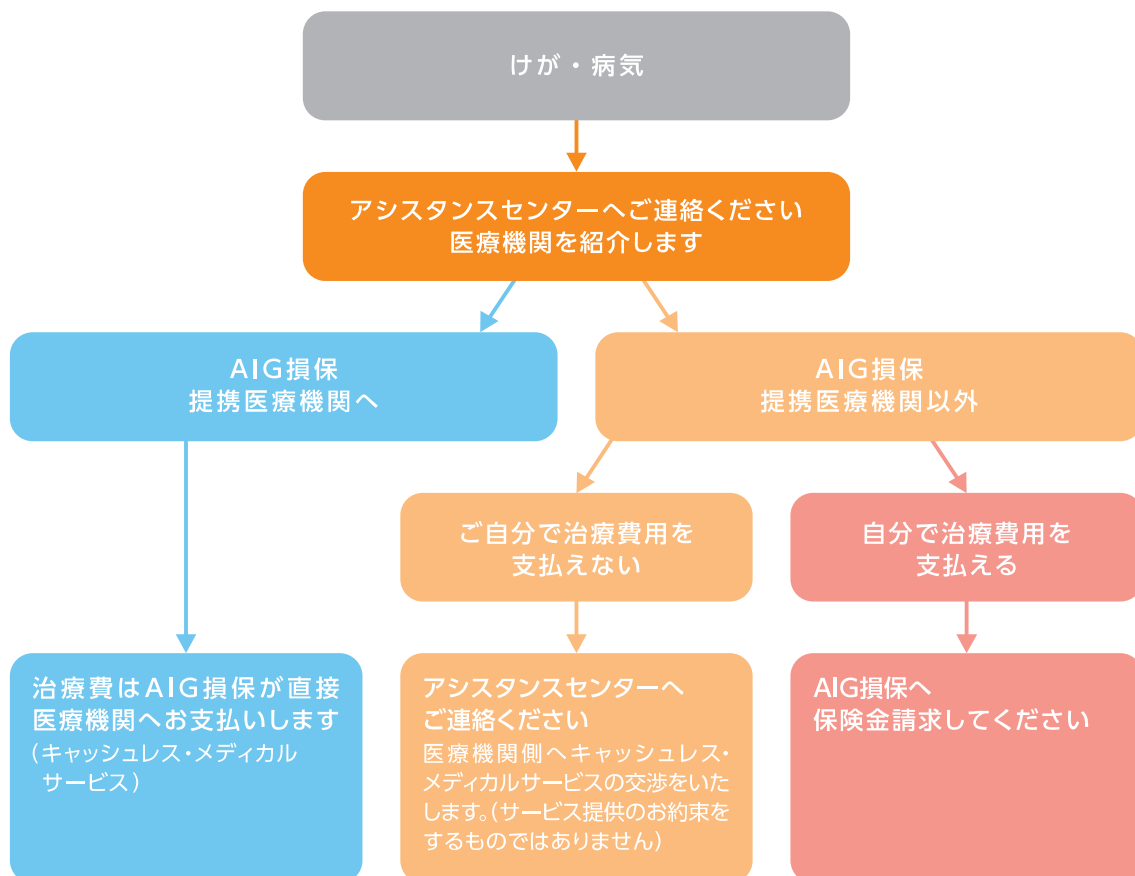 けが・病気
アシスタンスセンターへご連絡ください
医療機関を紹介します
AIG損保
提携医療機関へ
AIG損保
提携医療機関以外
ご自分で治療費用を
支払えない
自分で治療費用を
支払える
治療費はAIG損保が直接
医療機関へお支払いします
(キャッシュレス・メディカル
サービス)
アシスタンスセンターへ
ご連絡ください
医療機関側へキャッシュレス・
メディカルサービスの交渉をいた
します。(サービス提供のお約束を
するものではありません)
AIG損保へ
保険金請求してください